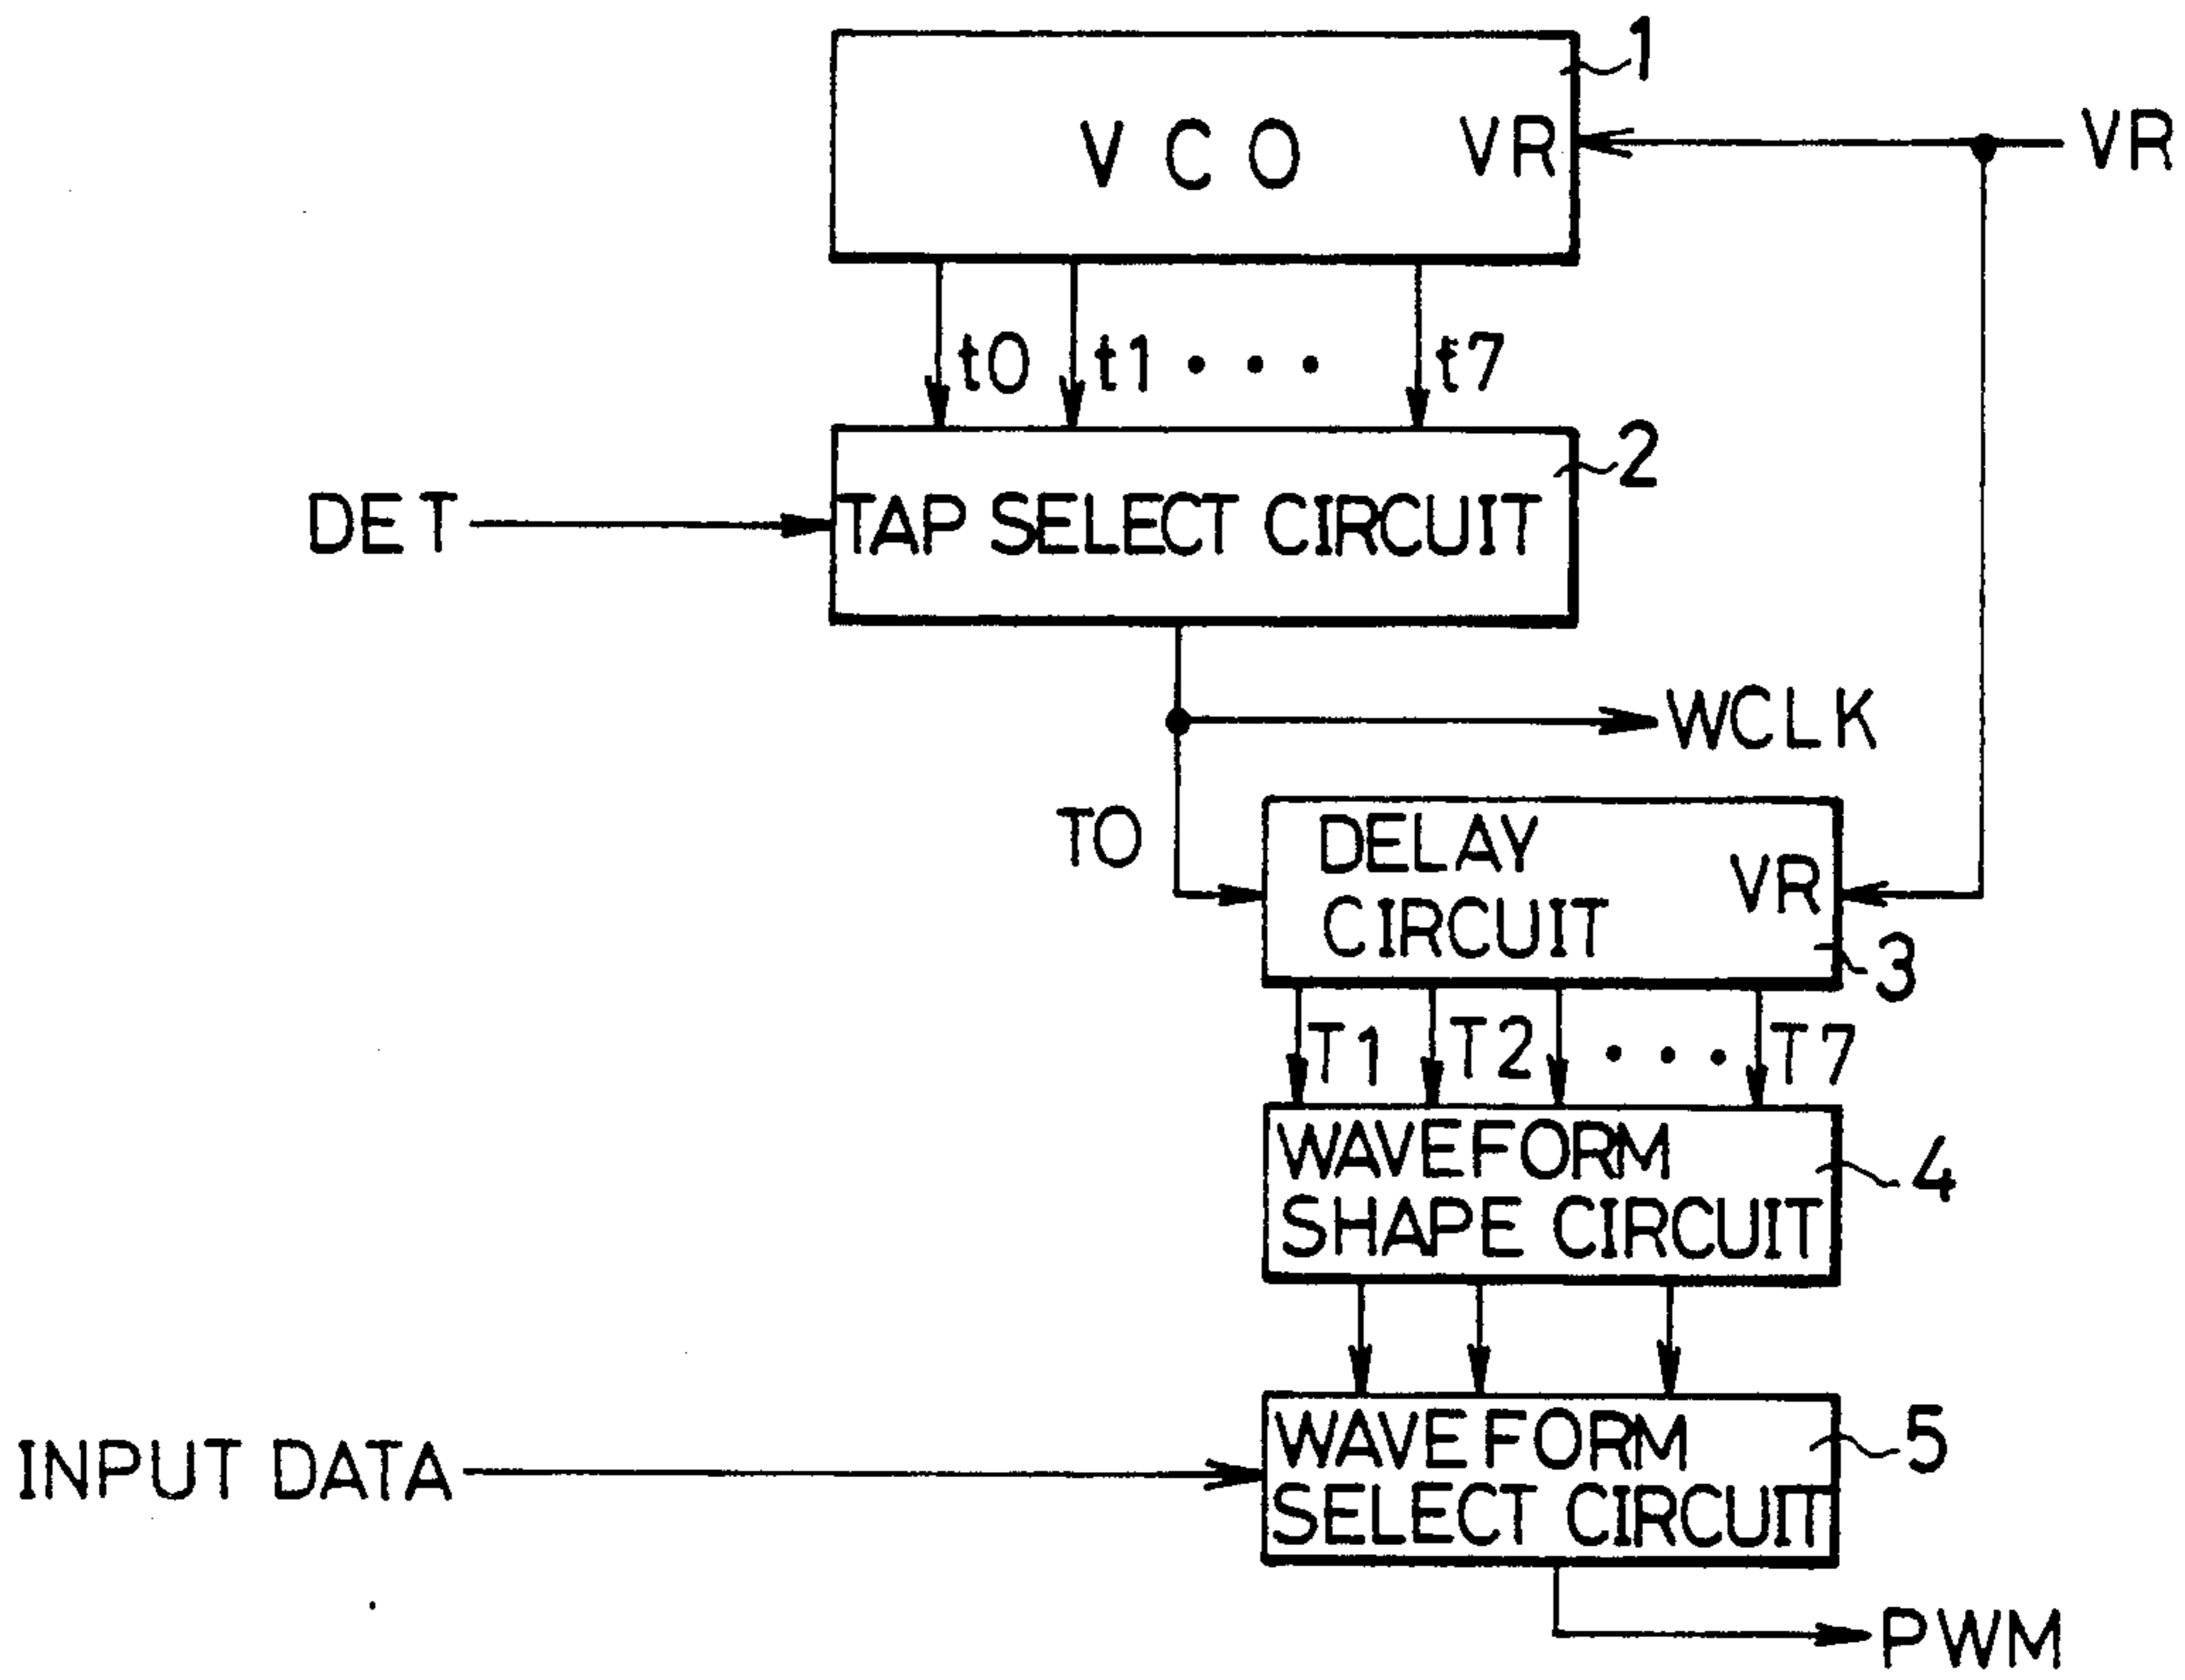 1
VCO VR
VR
t0 t1 ... t7
2
DET
TAP SELECT CIRCUIT
WCLK
T0
DELAY
CIRCUIT
VR
3
T1 T2 ... T7
WAVEFORM
SHAPE CIRCUIT
4
INPUT DATA
WAVEFORM
SELECT CIRCUIT
5
PWM